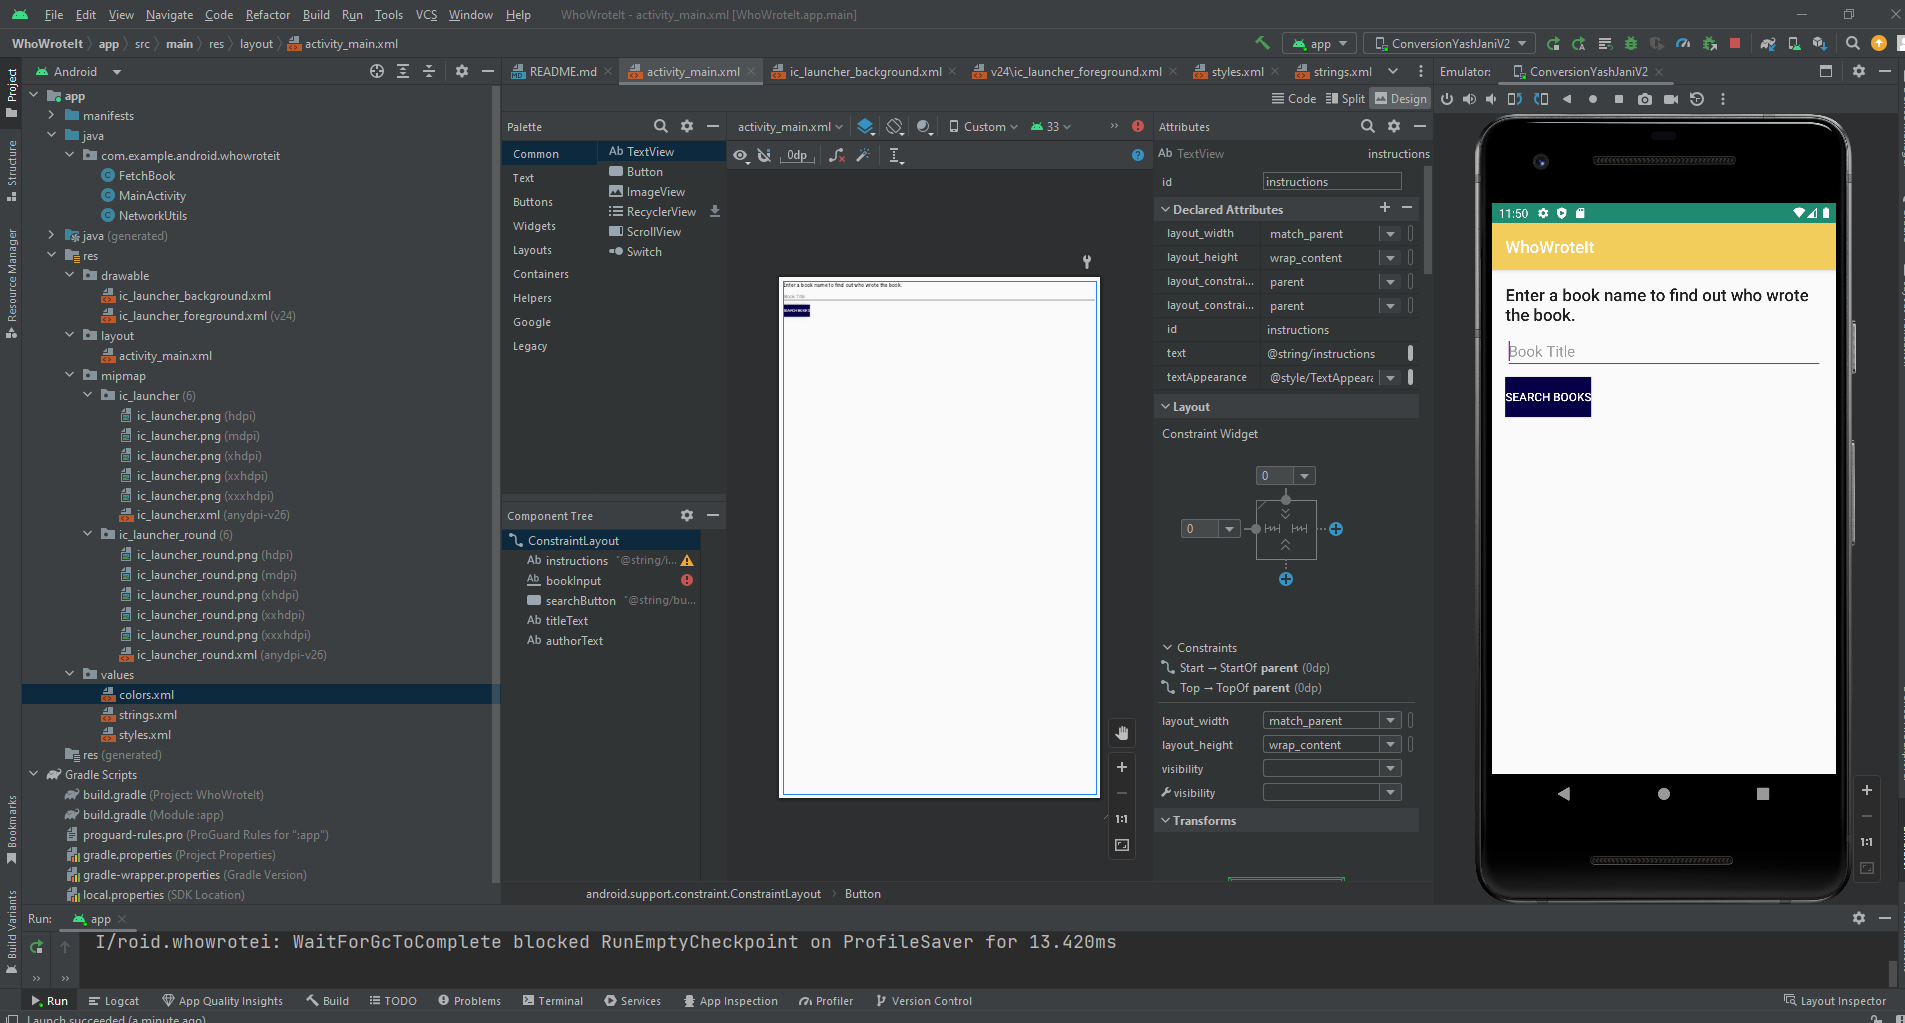 File Edit View Navigate Code Refactor Build Run Tools VCS Window Help WhoWroteIt - activity_main.xml [WhoWroteIt.app.main]
WhoWroteIt app src main res layout activity_main.xml
app ConversionYashJaniV2
Project
Structure
Resource Manager
Bookmarks
Build Variants
Android
app
manifests
java
com.example.android.whowroteit
FetchBook
MainActivity
NetworkUtils
java (generated)
res
drawable
ic_launcher_background.xml
ic_launcher_foreground.xml (v24)
layout
activity_main.xml
mipmap
ic_launcher (6)
ic_launcher.png (hdpi)
ic_launcher.png (mdpi)
ic_launcher.png (xhdpi)
ic_launcher.png (xxhdpi)
ic_launcher.png (xxxhdpi)
ic_launcher.xml (anydpi-v26)
ic_launcher_round (6)
ic_launcher_round.png (hdpi)
ic_launcher_round.png (mdpi)
ic_launcher_round.png (xhdpi)
ic_launcher_round.png (xxhdpi)
ic_launcher_round.png (xxxhdpi)
ic_launcher_round.xml (anydpi-v26)
values
colors.xml
strings.xml
styles.xml
res (generated)
Gradle Scripts
build.gradle (Project: WhoWroteIt)
build.gradle (Module :app)
proguard-rules.pro (ProGuard Rules for ":app")
gradle.properties (Project Properties)
gradle-wrapper.properties (Gradle Version)
local.properties (SDK Location)
README.md activity_main.xml ic_launcher_background.xml v24\ic_launcher_foreground.xml styles.xml strings.xml
Code Split Design
Palette
Common
Text
Buttons
Widgets
Layouts
Containers
Helpers
Google
Legacy
Ab TextView
Button
ImageView
RecyclerView
ScrollView
Switch
Component Tree
ConstraintLayout
Ab instructions "@string/i...
Ab bookInput
searchButton "@string/bu...
Ab titleText
Ab authorText
activity_main.xml Custom 33
0dp
Enter a book name to find out who wrote the book.
Book Title
SEARCH BOOKS
1:1
android.support.constraint.ConstraintLayout Button
Attributes
Ab TextView instructions
id instructions
Declared Attributes
layout_width match_parent
layout_height wrap_content
layout_constrai... parent
layout_constrai... parent
id instructions
text @string/instructions
textAppearance @style/TextAppeara
Layout
Constraint Widget
0
0
Constraints
Start → StartOf parent (0dp)
Top → TopOf parent (0dp)
layout_width match_parent
layout_height wrap_content
visibility
visibility
Transforms
Emulator: ConversionYashJaniV2
11:50
WhoWroteIt
Enter a book name to find out who wrote
the book.
Book Title
SEARCH BOOKS
1:1
Run: app
I/roid.whowrotei: WaitForGcToComplete blocked RunEmptyCheckpoint on ProfileSaver for 13.420ms
Run Logcat App Quality Insights Build TODO Problems Terminal Services App Inspection Profiler Version Control Layout Inspector
Launch succeeded (a minute ago)